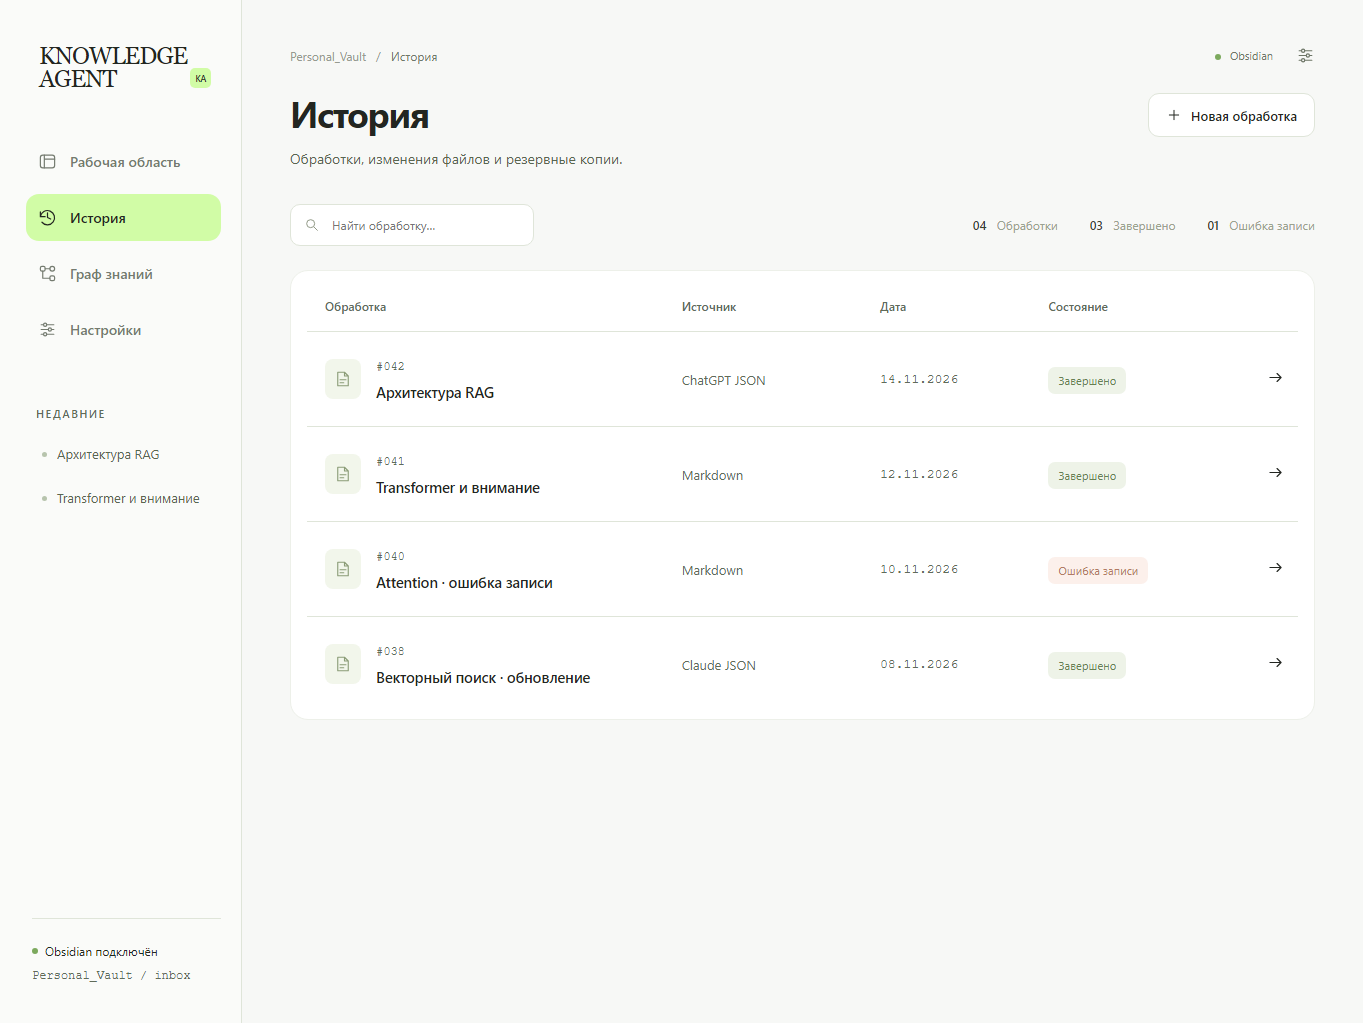 KNOWLEDGE
AGENT
KA
Рабочая область
История
Граф знаний
Настройки
НЕДАВНИЕ
Архитектура RAG
Transformer и внимание
Obsidian подключён
Personal_Vault / inbox
Personal_Vault / История
Obsidian
История
Новая обработка
Обработки, изменения файлов и резервные копии.
Найти обработку...
04 Обработки 03 Завершено 01 Ошибка записи
Обработка Источник Дата Состояние
#042
Архитектура RAG ChatGPT JSON 14.11.2026 Завершено
#041
Transformer и внимание Markdown 12.11.2026 Завершено
#040
Attention · ошибка записи Markdown 10.11.2026 Ошибка записи
#038
Векторный поиск · обновление Claude JSON 08.11.2026 Завершено